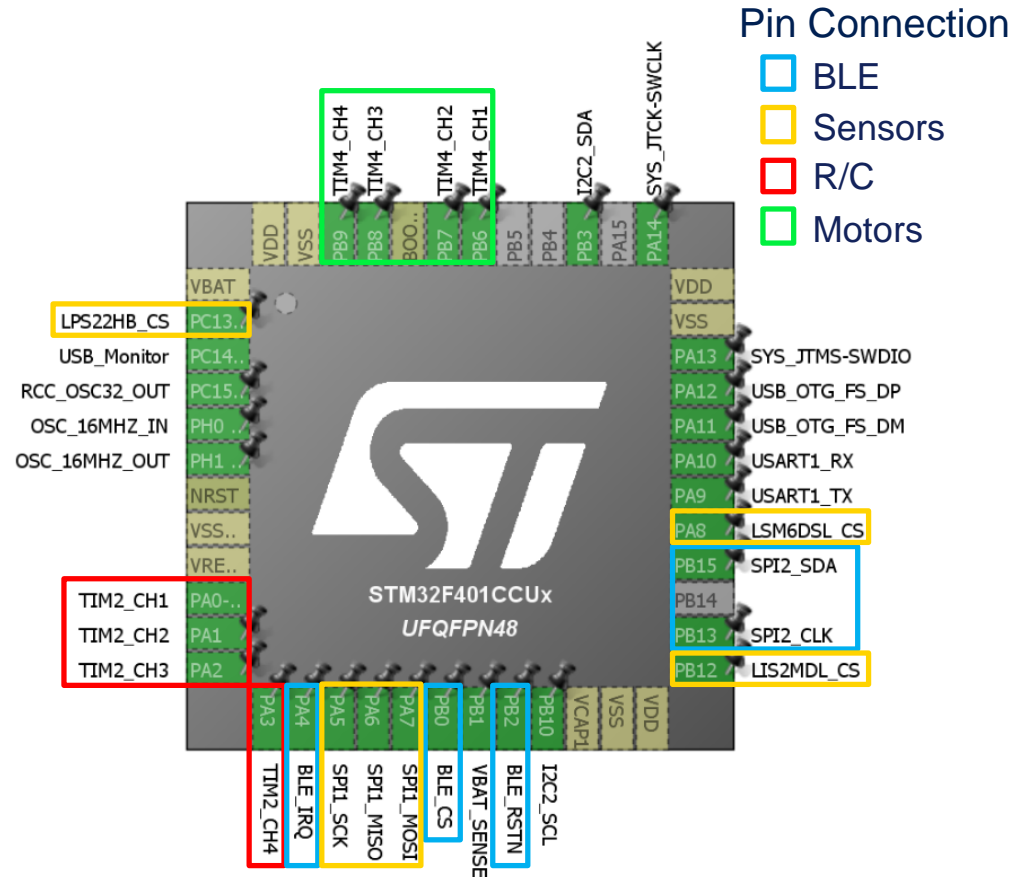 Pin Connection
BLE
Sensors
R/C
Motors
TIM4_CH4
TIM4_CH3
TIM4_CH2
TIM4_CH1
I2C2_SDA
SYS_JTCK-SWCLK
VDD
VSS
PB9
PB8
BOO..
PB7
PB6
PB5
PB4
PB3
PA15
PA14
VBAT
LPS22HB_CS PC13..
USB_Monitor PC14..
RCC_OSC32_OUT PC15..
OSC_16MHZ_IN PH0 ..
OSC_16MHZ_OUT PH1 ..
NRST
VSS..
VRE..
TIM2_CH1 PA0-..
TIM2_CH2 PA1
TIM2_CH3 PA2
VDD
VSS
PA13 SYS_JTMS-SWDIO
PA12 USB_OTG_FS_DP
PA11 USB_OTG_FS_DM
PA10 USART1_RX
PA9 USART1_TX
PA8 LSM6DSL_CS
PB15 SPI2_SDA
PB14
PB13 SPI2_CLK
PB12 LIS2MDL_CS
ST
STM32F401CCUx
UFQFPN48
PA3
PA4
PA5
PA6
PA7
PB0
PB1
PB2
PB10
VCAP1
VSS
VDD
TIM2_CH4
BLE_IRQ
SPI1_SCK
SPI1_MISO
SPI1_MOSI
BLE_CS
VBAT_SENSE
BLE_RSTN
I2C2_SCL